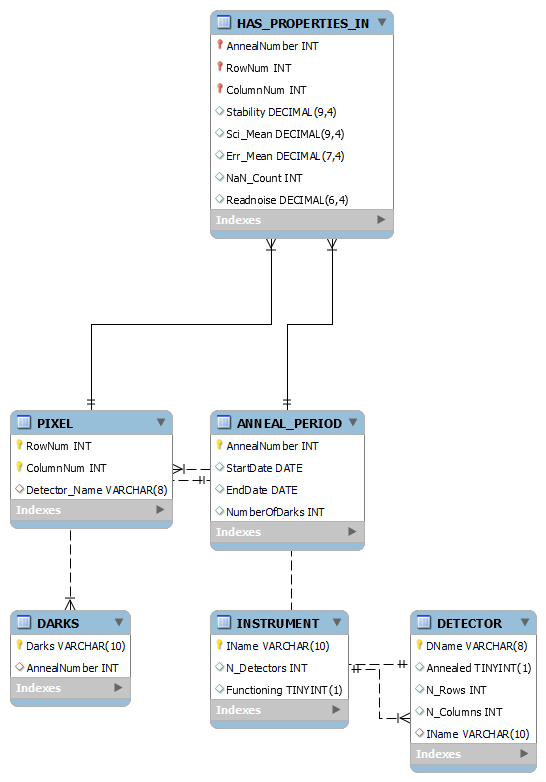 HAS_PROPERTIES_IN
AnnealNumber INT
RowNum INT
ColumnNum INT
Stability DECIMAL(9,4)
Sci_Mean DECIMAL(9,4)
Err_Mean DECIMAL(7,4)
NaN_Count INT
Readnoise DECIMAL(6,4)
Indexes
PIXEL
RowNum INT
ColumnNum INT
Detector_Name VARCHAR(8)
Indexes
ANNEAL_PERIOD
AnnealNumber INT
StartDate DATE
EndDate DATE
NumberOfDarks INT
Indexes
DARKS
Darks VARCHAR(10)
AnnealNumber INT
Indexes
INSTRUMENT
IName VARCHAR(10)
N_Detectors INT
Functioning TINYINT(1)
Indexes
DETECTOR
DName VARCHAR(8)
Annealed TINYINT(1)
N_Rows INT
N_Columns INT
IName VARCHAR(10)
Indexes